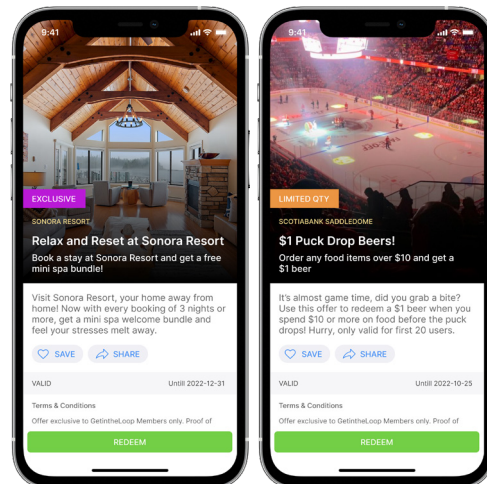 9:41
EXCLUSIVE
SONORA RESORT
Relax and Reset at Sonora Resort
Book a stay at Sonora Resort and get a free
mini spa bundle!
Visit Sonora Resort, your home away from
home! Now with every booking of 3 nights or
more, get a mini spa welcome bundle and
feel your stresses melt away.
SAVE
SHARE
VALID
Untill 2022-12-31
Terms & Conditions
Offer exclusive to GetintheLoop Members only. Proof of
REDEEM
9:41
LIMITED QTY
SCOTIABANK SADDLEDOME
$1 Puck Drop Beers!
Order any food items over $10 and get a
$1 beer
It's almost game time, did you grab a bite?
Use this offer to redeem a $1 beer when you
spend $10 or more on food before the puck
drops! Hurry, only valid for first 20 users.
SAVE
SHARE
VALID
Untill 2022-10-25
Terms & Conditions
Offer exclusive to GetintheLoop Members only. Proof of
REDEEM